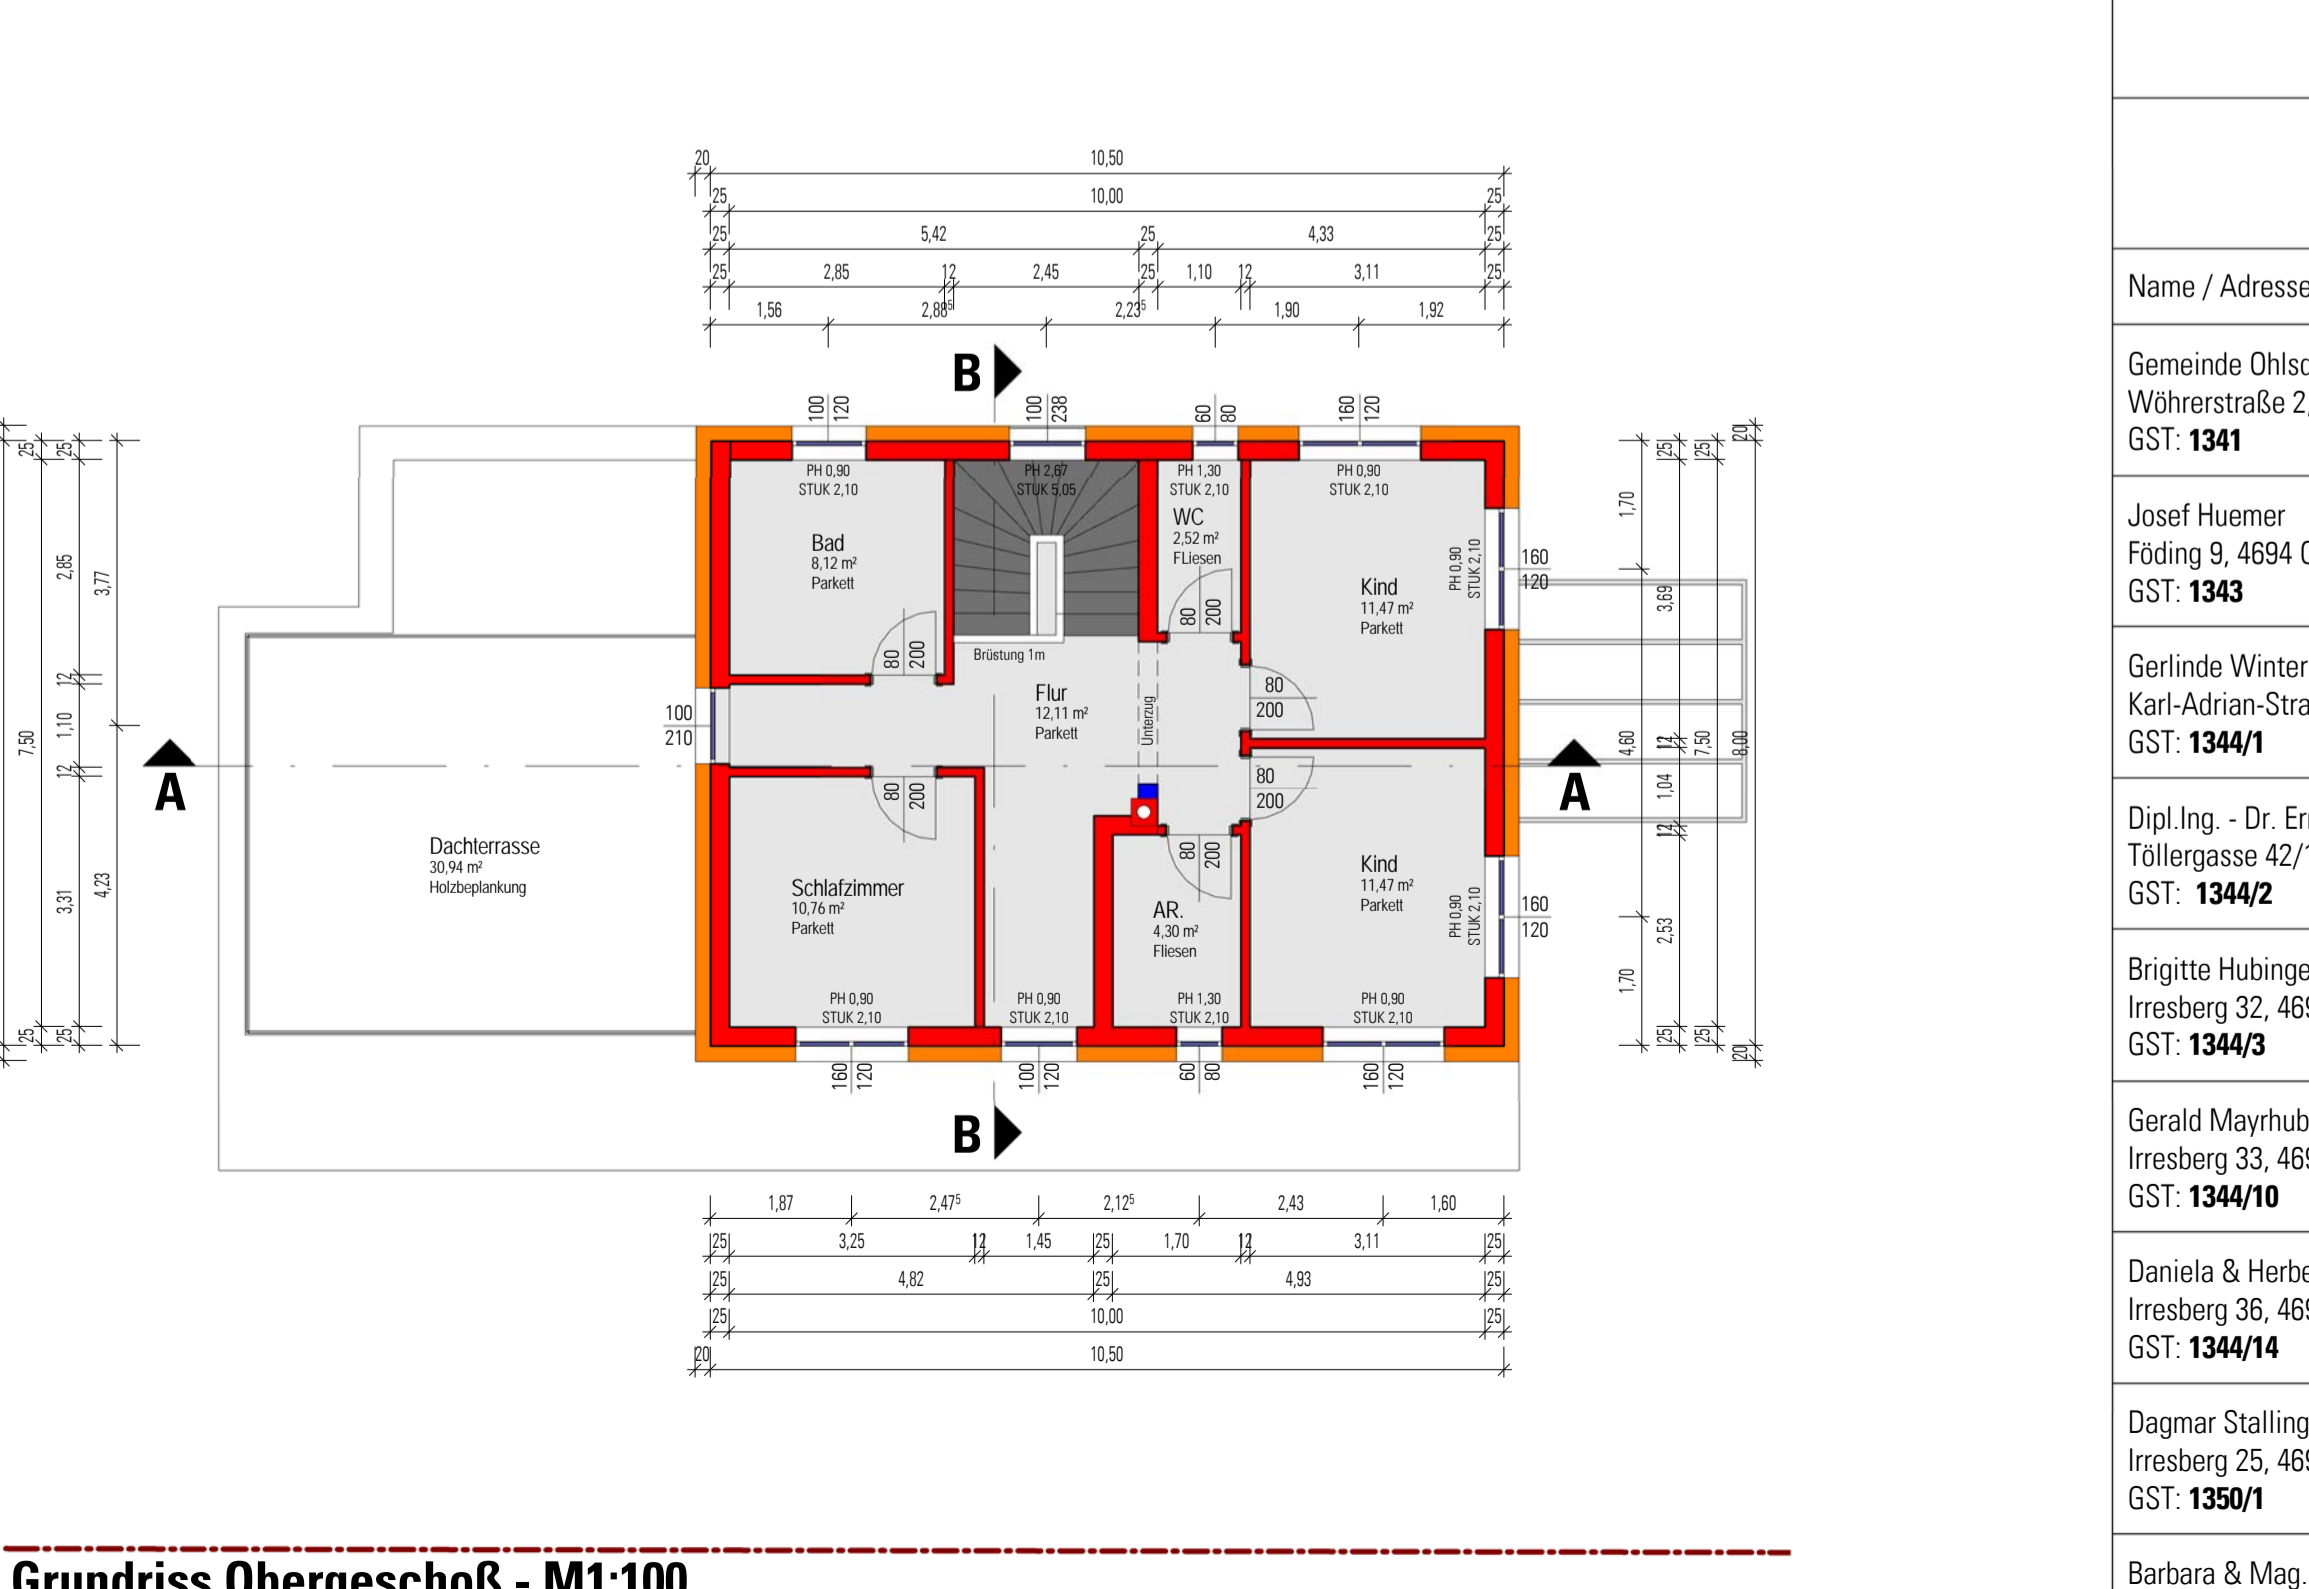 20 10,50
25 10,00 25
25 5,42 25 4,33 25
25 2,85 12 2,45 25 1,10 12 3,11 25
1,56 2,88⁵ 2,23⁵ 1,90 1,92
B
100 120
100 238
60 80
160 120
PH 0,90
STUK 2,10
PH 2,67
STUK 5,05
PH 1,30
STUK 2,10
PH 0,90
STUK 2,10
Bad
8,12 m²
Parkett
WC
2,52 m²
FLiesen
Kind
11,47 m²
Parkett
PH 0,90
STUK 2,10
160
120
80 200
80 200
Brüstung 1m
Flur
12,11 m²
Parkett
Unterzug
80
200
100
210
A
A
80
200
80 200
80 200
Dachterrasse
30,94 m²
Holzbeplankung
Schlafzimmer
10,76 m²
Parkett
AR.
4,30 m²
Fliesen
Kind
11,47 m²
Parkett
PH 0,90
STUK 2,10
160
120
PH 0,90
STUK 2,10
PH 0,90
STUK 2,10
PH 1,30
STUK 2,10
PH 0,90
STUK 2,10
160 120
100 120
60 80
160 120
B
25 7,50 25
25 2,85 12 1,10 12 3,31 25
3,77 4,23
1,70 4,60 1,70
25 3,69 12 1,04 12 2,53 25
25 7,50 25
20 8,00 20
1,87 2,47⁵ 2,12⁵ 2,43 1,60
25 3,25 12 1,45 25 1,70 12 3,11 25
25 4,82 25 4,93 25
25 10,00 25
20 10,50
Grundriss Obergeschoß - M1:100
Name / Adresse
Gemeinde Ohlsd
Wöhrerstraße 2,
GST: 1341
Josef Huemer
Föding 9, 4694 O
GST: 1343
Gerlinde Winter
Karl-Adrian-Stra
GST: 1344/1
Dipl.Ing. - Dr. Er
Töllergasse 42/1
GST: 1344/2
Brigitte Hubinge
Irresberg 32, 469
GST: 1344/3
Gerald Mayrhub
Irresberg 33, 469
GST: 1344/10
Daniela & Herbe
Irresberg 36, 469
GST: 1344/14
Dagmar Stalling
Irresberg 25, 469
GST: 1350/1
Barbara & Mag.